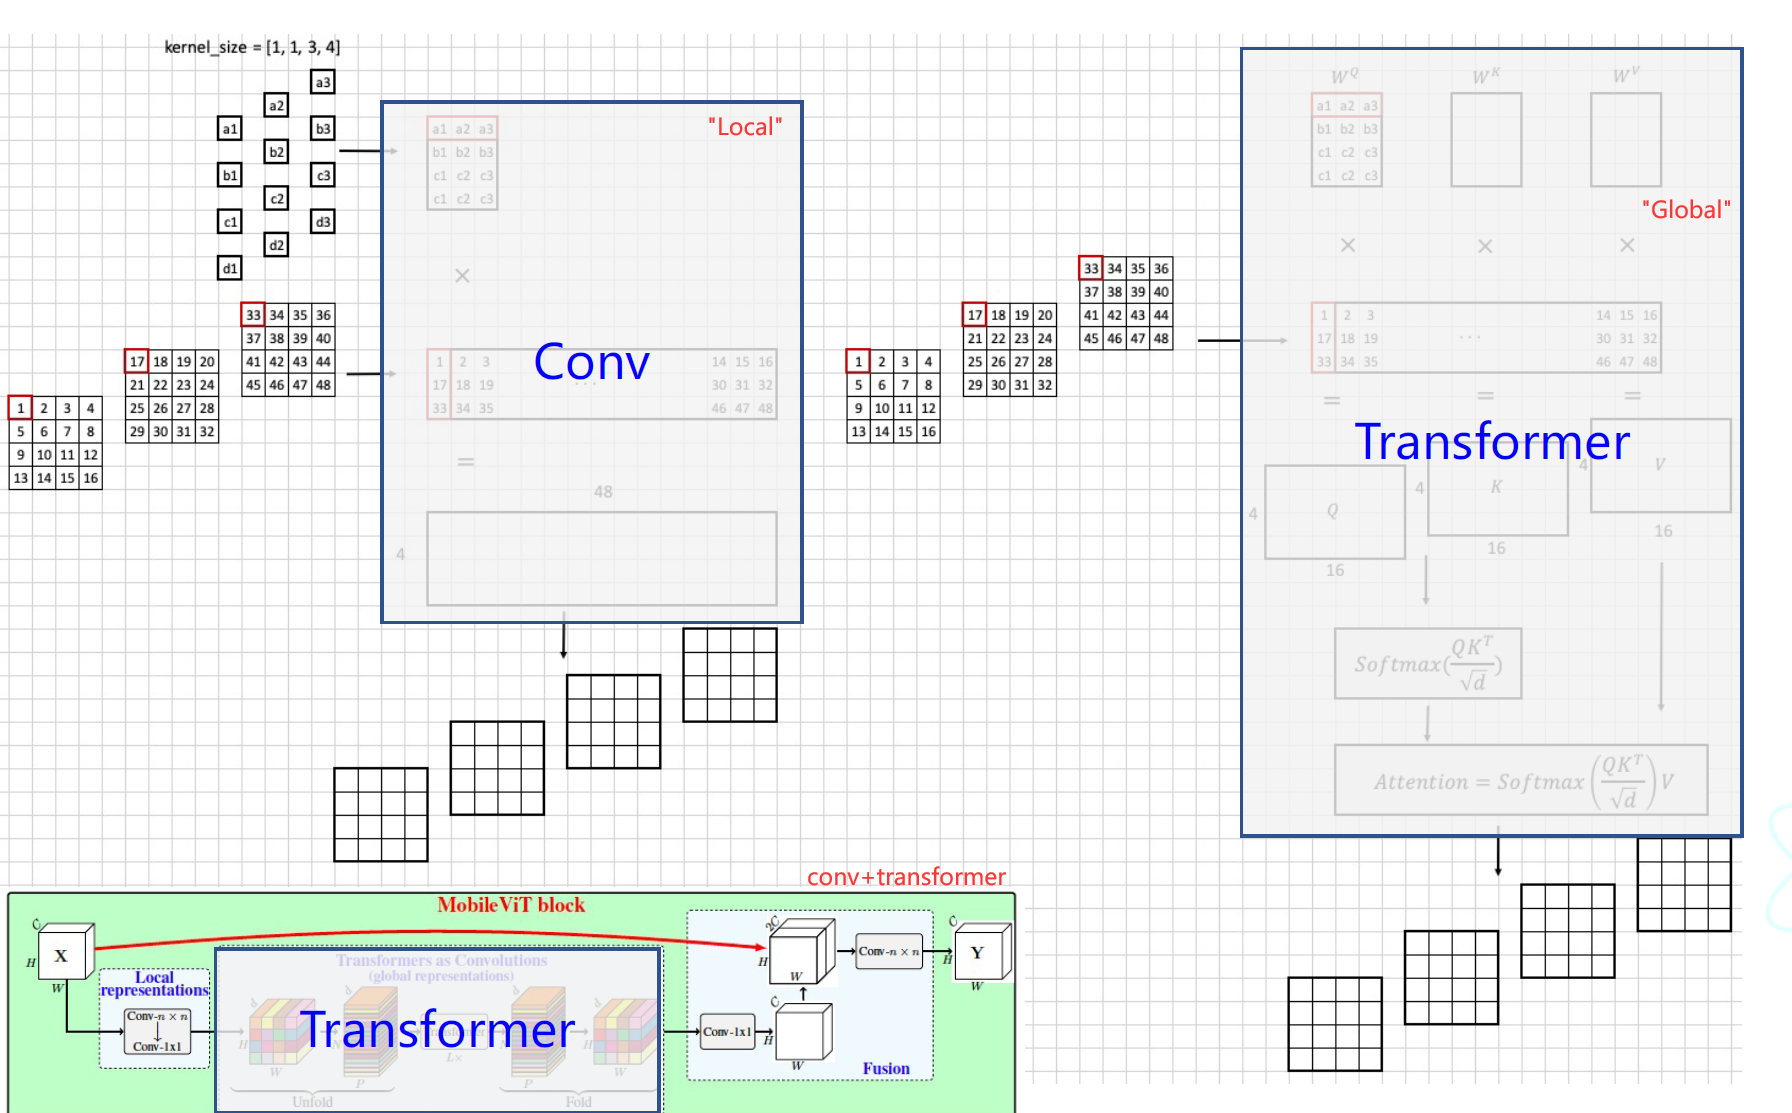 kernel_size = [1, 1, 3, 4]
a3
a2
a1
b3
b2
b1
c3
c2
c1
d3
d2
d1
33 34 35 36
37 38 39 40
41 42 43 44
45 46 47 48
17 18 19 20
21 22 23 24
25 26 27 28
29 30 31 32
1 2 3 4
5 6 7 8
9 10 11 12
13 14 15 16
"Local"
a1 a2 a3
b1 b2 b3
c1 c2 c3
c1 c2 c3
×
Conv
1 2 3 14 15 16
17 18 19 ··· 30 31 32
33 34 35 46 47 48
=
48
4
33 34 35 36
37 38 39 40
41 42 43 44
45 46 47 48
17 18 19 20
21 22 23 24
25 26 27 28
29 30 31 32
1 2 3 4
5 6 7 8
9 10 11 12
13 14 15 16
W^Q W^K W^V
a1 a2 a3
b1 b2 b3
c1 c2 c3
c1 c2 c3
"Global"
× × ×
1 2 3 14 15 16
17 18 19 ··· 30 31 32
33 34 35 46 47 48
= = =
Transformer
4 Q 16
4 K 16
4 V 16
Softmax(QK^T/√d)
Attention = Softmax(QK^T/√d)V
conv+transformer
MobileViT block
C
H
X
W
Local
representations
Conv-n × n
Conv-1x1
Transformers as Convolutions
(global representations)
Transformer
d
H
W
P
L×
d
P
H
W
Unfold
Fold
Conv-1x1
C
H
W
2C
H
W
Conv-n × n
Fusion
C
H
Y
W